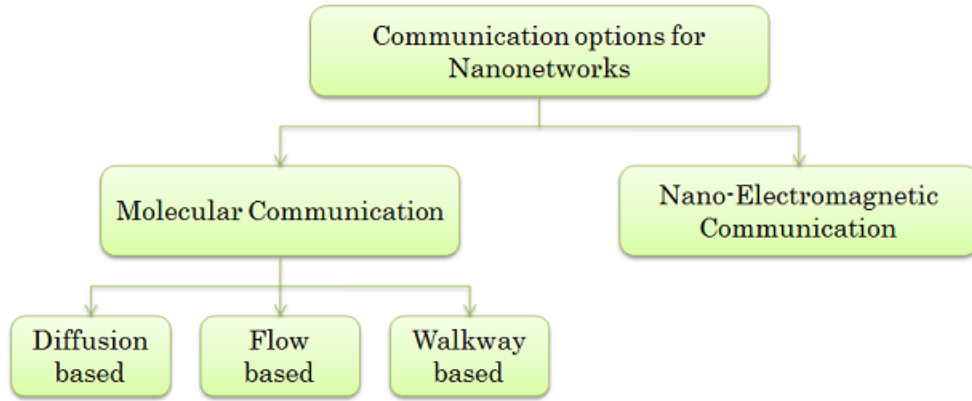 Communication options for
Nanonetworks
Molecular Communication
Nano-Electromagnetic
Communication
Diffusion
based
Flow
based
Walkway
based